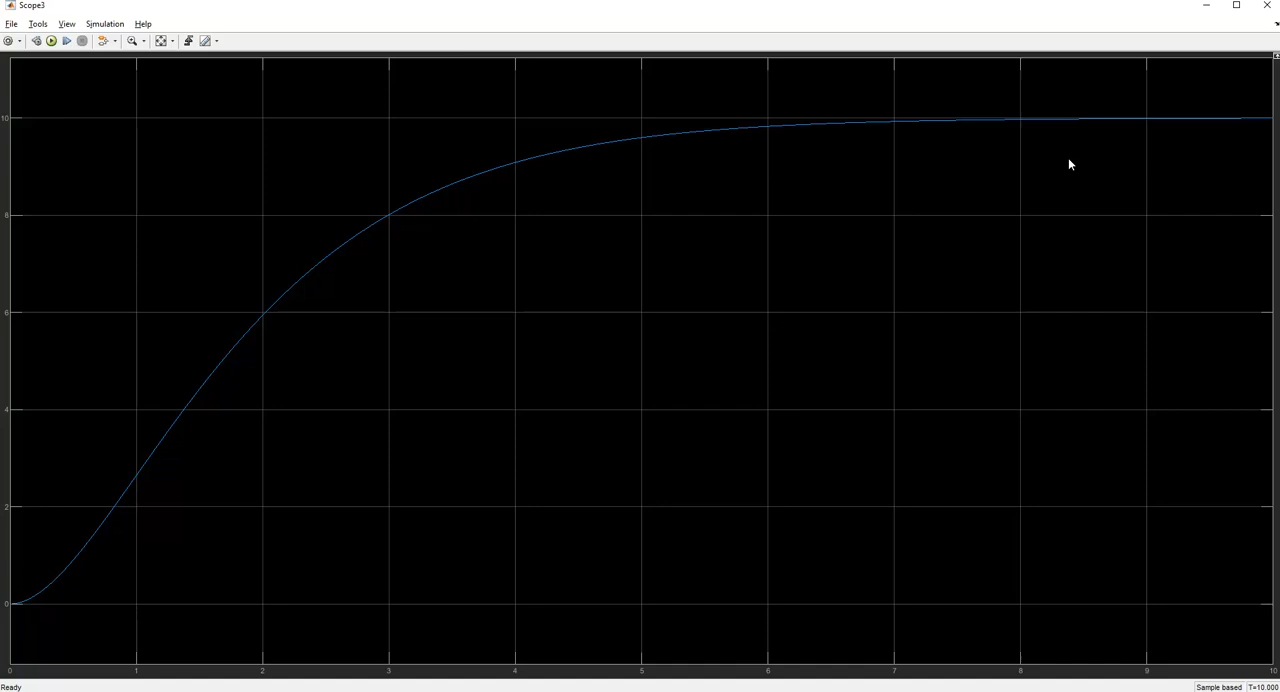 Scope3
File Tools View Simulation Help
10
8
6
4
2
0
0 1 2 3 4 5 6 7 8 9 10
Ready
Sample based T=10.000